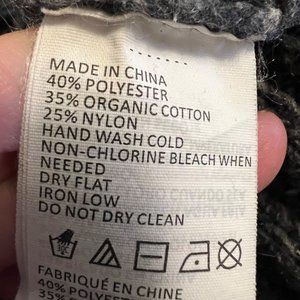 MADE IN CHINA
40% POLYESTER
35% ORGANIC COTTON
25% NYLON
HAND WASH COLD
NON-CHLORINE BLEACH WHEN
NEEDED
DRY FLAT
IRON LOW
DO NOT DRY CLEAN
FABRIQUÉ EN CHINE
40% POLYESTER
35%